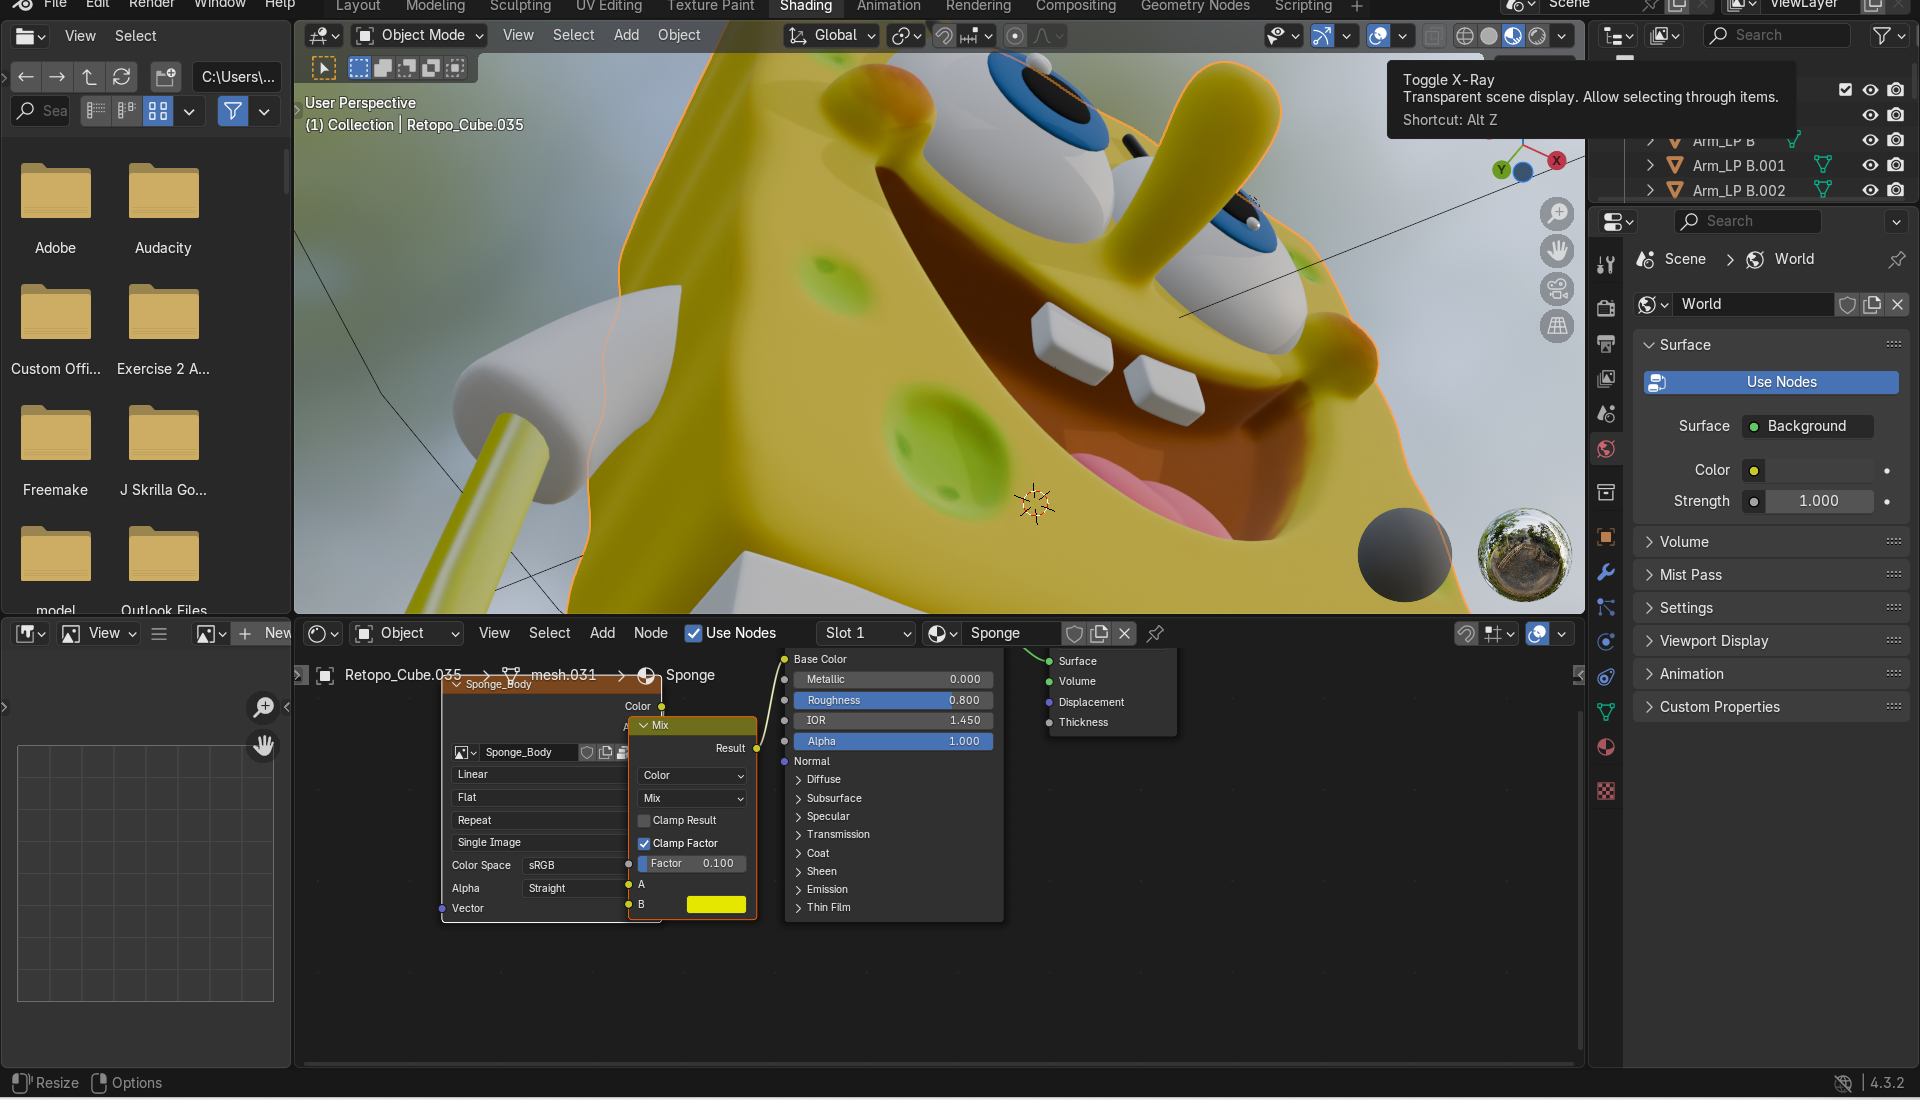 File Edit Render Window Help
Layout Modeling Sculpting UV Editing Texture Paint Shading Animation Rendering Compositing Geometry Nodes Scripting +
Scene
ViewLayer
View Select
C:\Users\...
Sea
Adobe
Audacity
Custom Offi...
Exercise 2 A...
Freemake
J Skrilla Go...
model
Outlook Files
Object Mode View Select Add Object Global
User Perspective
(1) Collection | Retopo_Cube.035
Toggle X-Ray
Transparent scene display. Allow selecting through items.
Shortcut: Alt Z
Y
X
Search
Arm_LP B
Arm_LP B.001
Arm_LP B.002
Search
Scene > World
World
Surface
Use Nodes
Surface Background
Color
Strength 1.000
Volume
Mist Pass
Settings
Viewport Display
Animation
Custom Properties
View
New
Object View Select Add Node Use Nodes Slot 1 Sponge
Retopo_Cube.035 > mesh.031 > Sponge
Sponge_Body
Color
A
Sponge_Body
Linear
Flat
Repeat
Single Image
Color Space sRGB
Alpha Straight
Vector
Mix
Result
Color
Mix
Clamp Result
Clamp Factor
Factor 0.100
A
B
Base Color
Metallic 0.000
Roughness 0.800
IOR 1.450
Alpha 1.000
Normal
Diffuse
Subsurface
Specular
Transmission
Coat
Sheen
Emission
Thin Film
Surface
Volume
Displacement
Thickness
Resize
Options
4.3.2